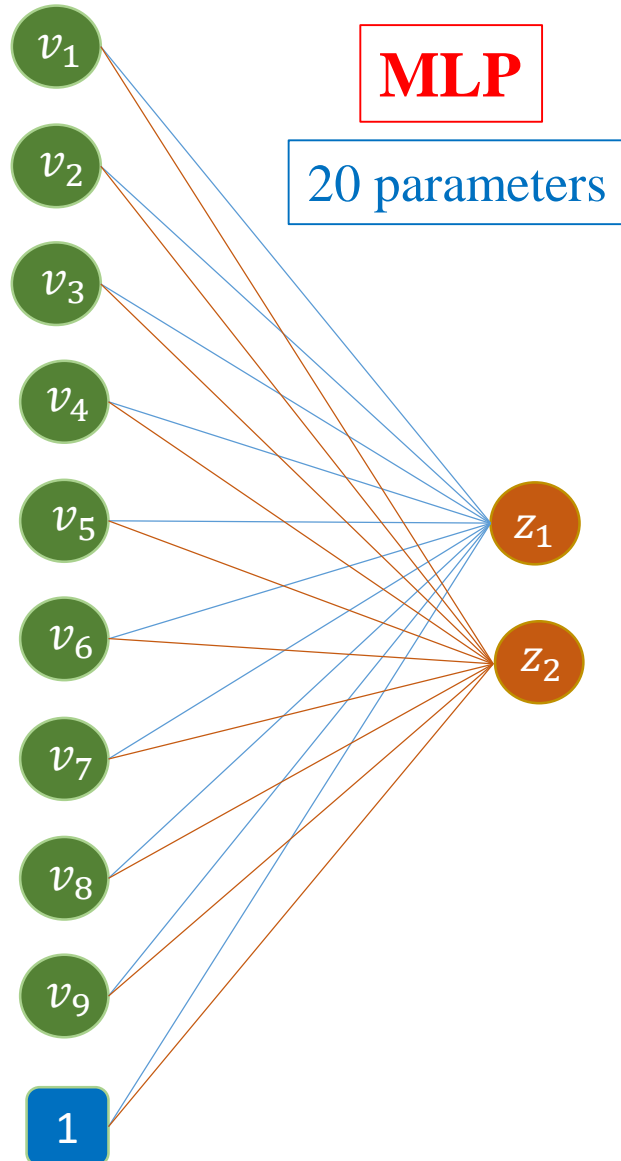 MLP
20 parameters
v₁
v₂
v₃
v₄
v₅
v₆
v₇
v₈
v₉
1
z₁
z₂